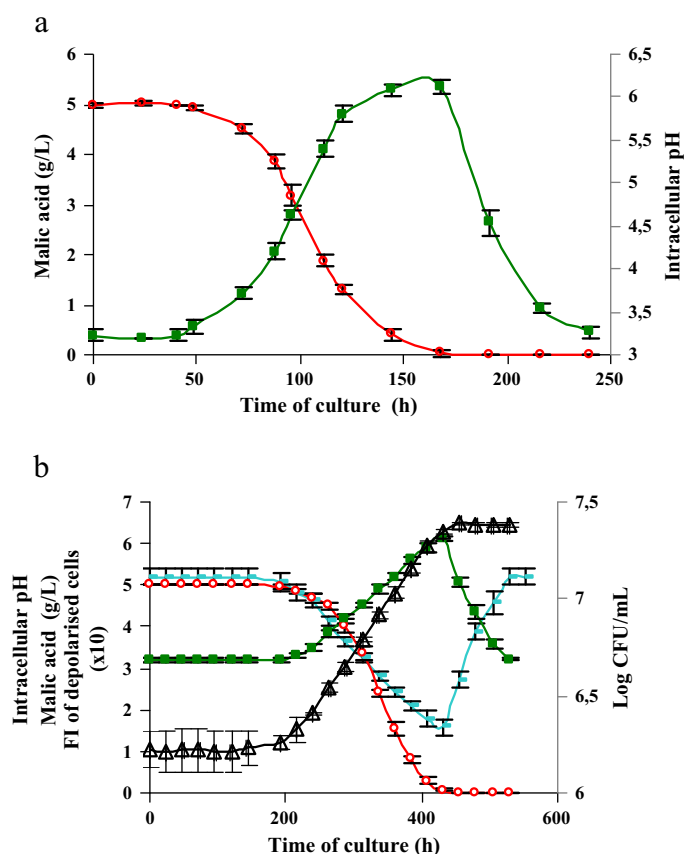 a
Malic acid (g/L)
6
5
4
3
2
1
0
6,5
6
5,5
5
4,5
4
3,5
3
Intracellular pH
0 50 100 150 200 250
Time of culture (h)
b
Intracellular pH
Malic acid (g/L)
FI of depolarised cells
(x10)
7
6
5
4
3
2
1
0
7,5
7
6,5
6
Log CFU/mL
0 200 400 600
Time of culture (h)